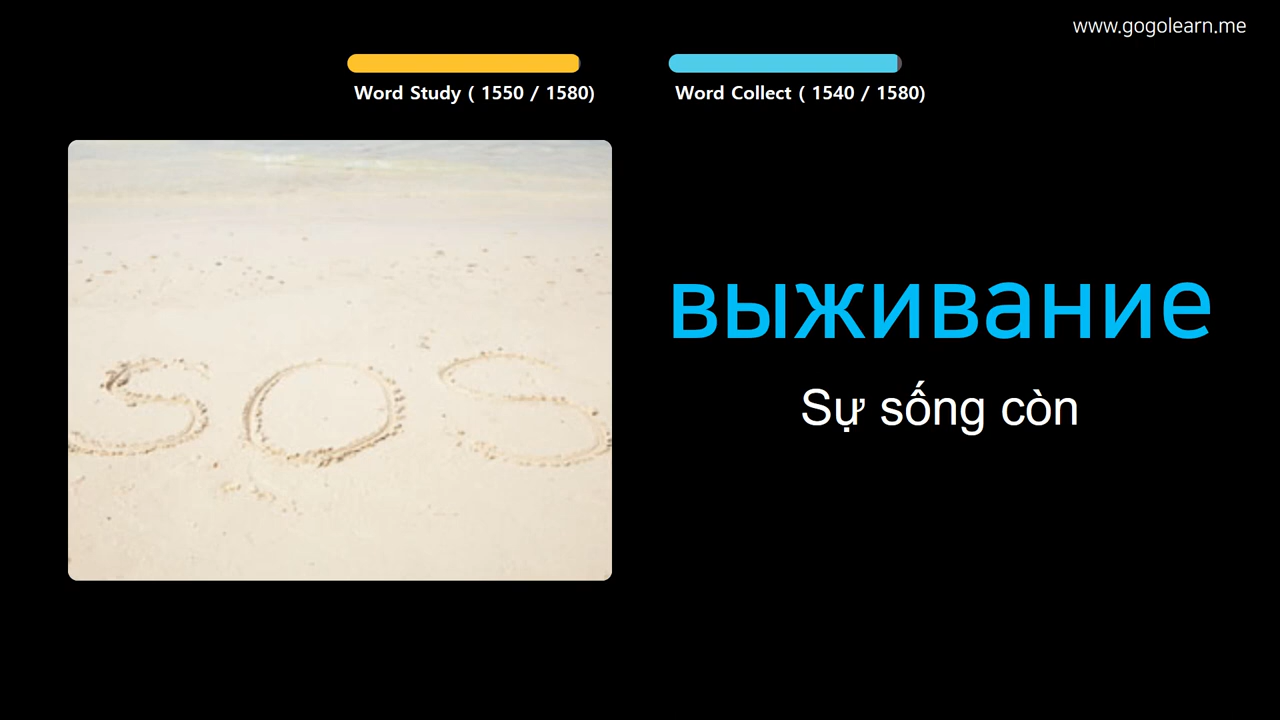 www.gogolearn.me
Word Study ( 1550 / 1580)
Word Collect ( 1540 / 1580)
SOS
выживание
Sự sống còn